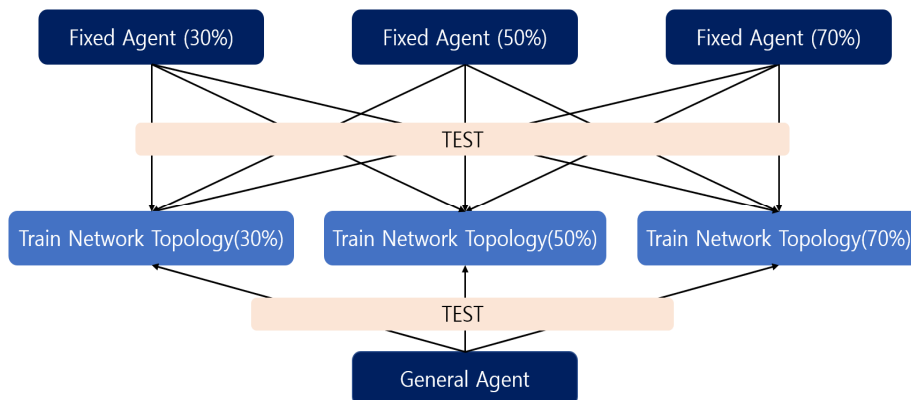 Fixed Agent (30%)
Fixed Agent (50%)
Fixed Agent (70%)
TEST
Train Network Topology(30%)
Train Network Topology(50%)
Train Network Topology(70%)
TEST
General Agent